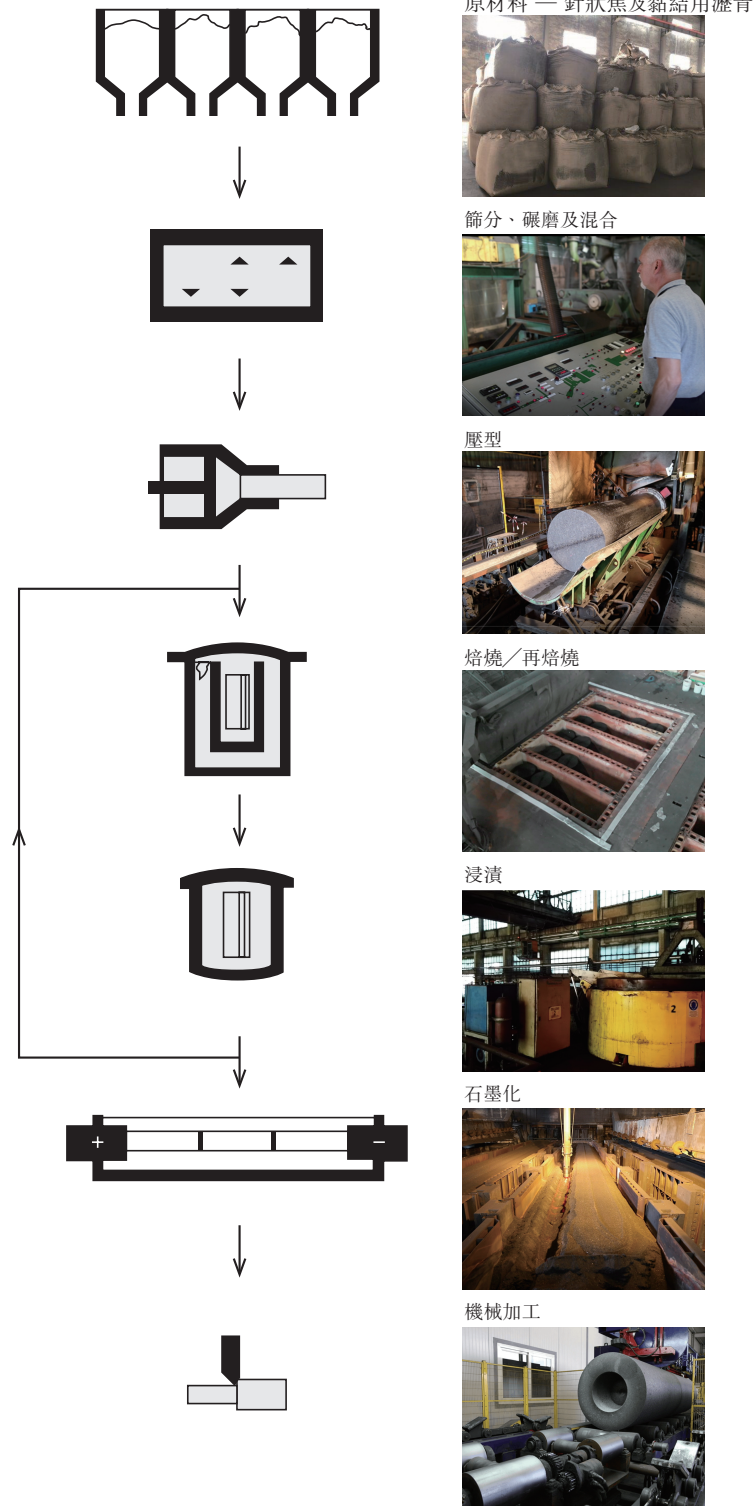 原材料 — 針狀焦及黏結用瀝青
篩分、碾磨及混合
壓型
焙燒／再焙燒
浸漬
2
石墨化
+
−
機械加工